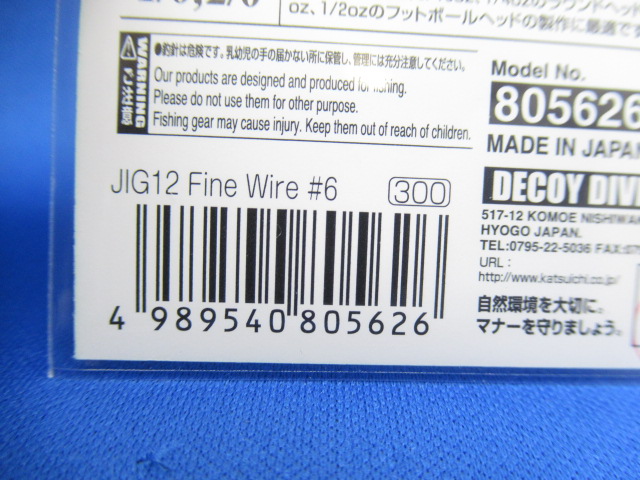 oz、1/2ozのフットボールヘッドの製作に最適で
WARNING
●釣針は危険です。乳幼児の手の届かない所に保管し、管理には充分注意してください。
Our products are designed and produced for fishing.
Please do not use them for other purpose.
Fishing gear may cause injury. Keep them out of reach of children.
Model No.
805626
MADE IN JAPAN
DECOY DIV
517-12 KOMOE NISHIWA
HYOGO JAPAN.
TEL:0795-22-5036 FAX:07
URL:
http://www.katsuichi.co.jp/
自然環境を大切に。
マナーを守りましょう。
JIG12 Fine Wire #6
300
4 989540 805626